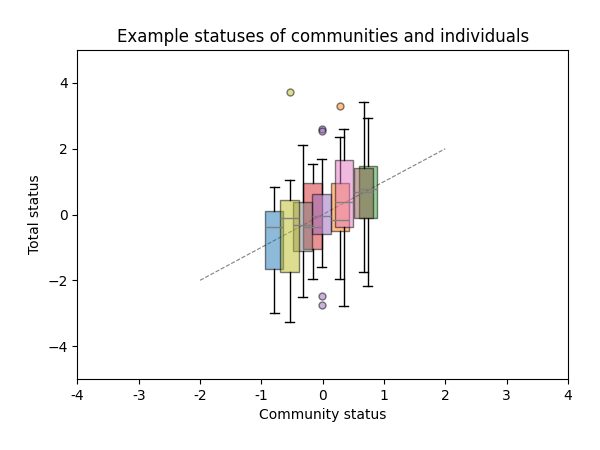 Example statuses of communities and individuals
Total status
4
2
0
−2
−4
-4 -3 -2 -1 0 1 2 3 4
Community status